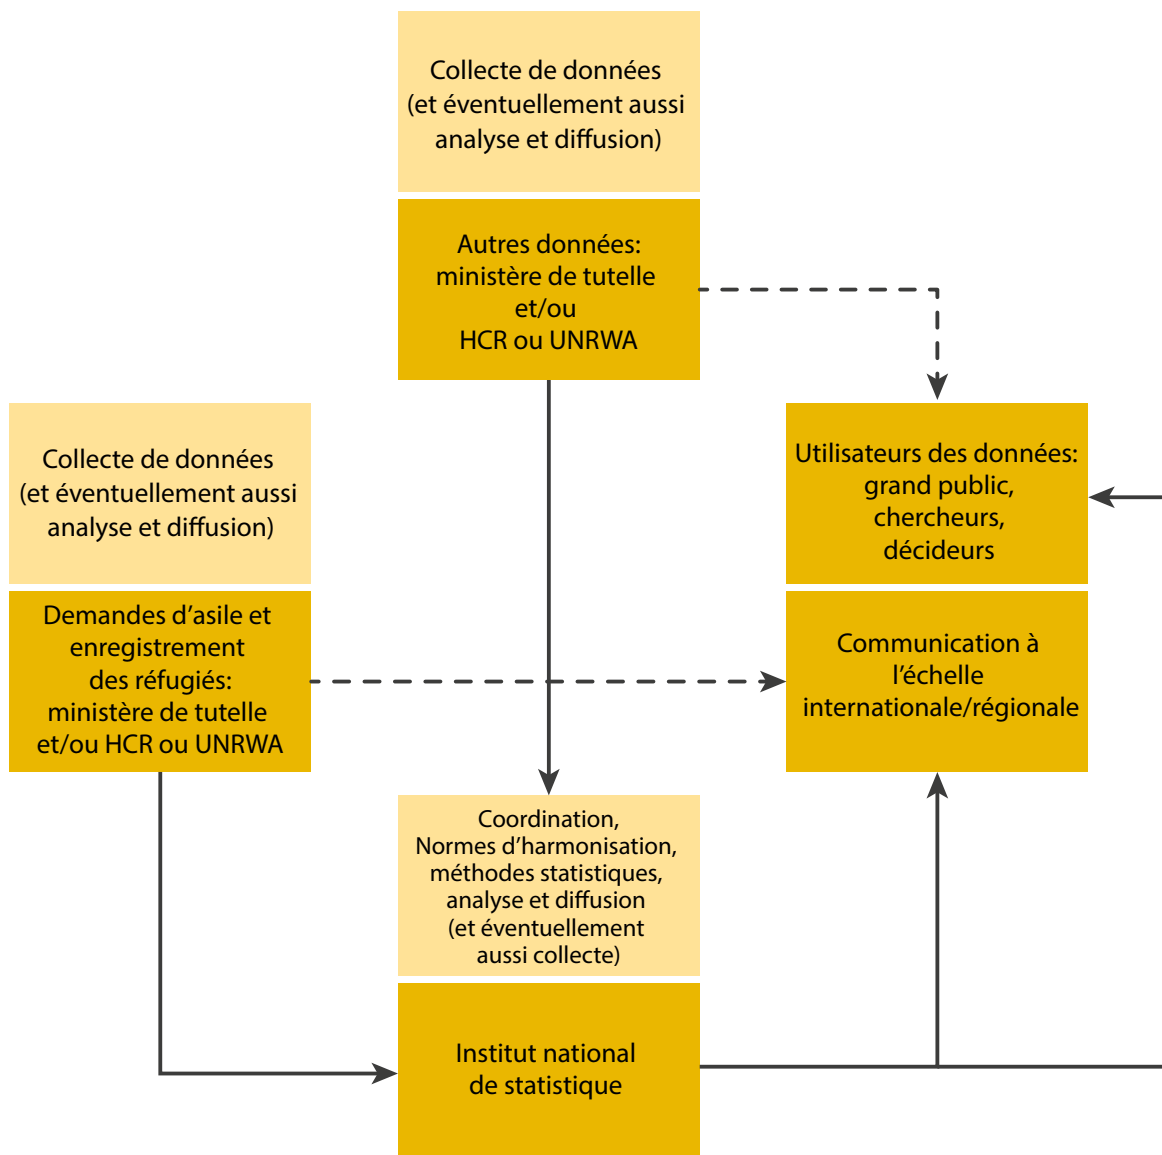 Collecte de données
(et éventuellement aussi
analyse et diffusion)
Autres données:
ministère de tutelle
et/ou
HCR ou UNRWA
Collecte de données
(et éventuellement aussi
analyse et diffusion)
Demandes d'asile et
enregistrement
des réfugiés:
ministère de tutelle
et/ou HCR ou UNRWA
Utilisateurs des données:
grand public,
chercheurs,
décideurs
Communication à
l'échelle
internationale/régionale
Coordination,
Normes d'harmonisation,
méthodes statistiques,
analyse et diffusion
(et éventuellement
aussi collecte)
Institut national
de statistique